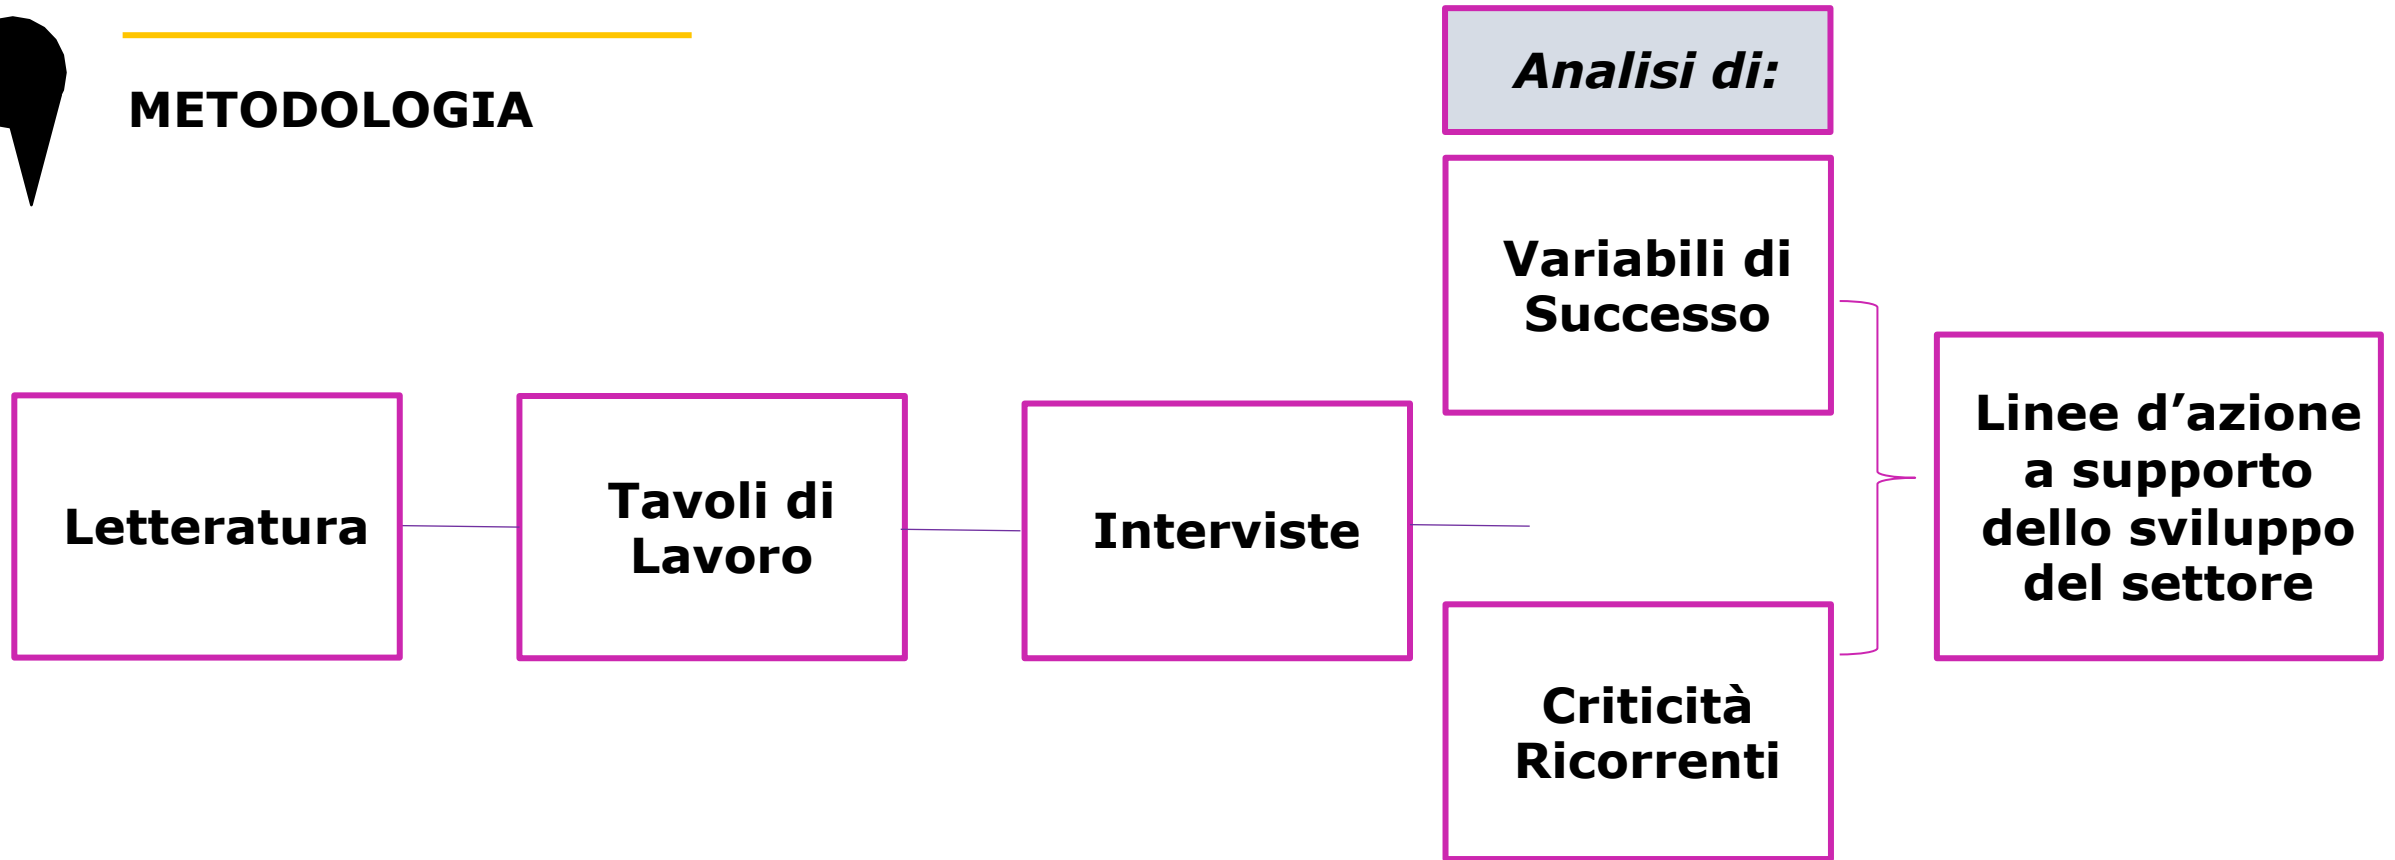 METODOLOGIA
Analisi di:
Variabili di
Successo
Letteratura
Tavoli di
Lavoro
Interviste
Criticità
Ricorrenti
Linee d’azione
a supporto
dello sviluppo
del settore